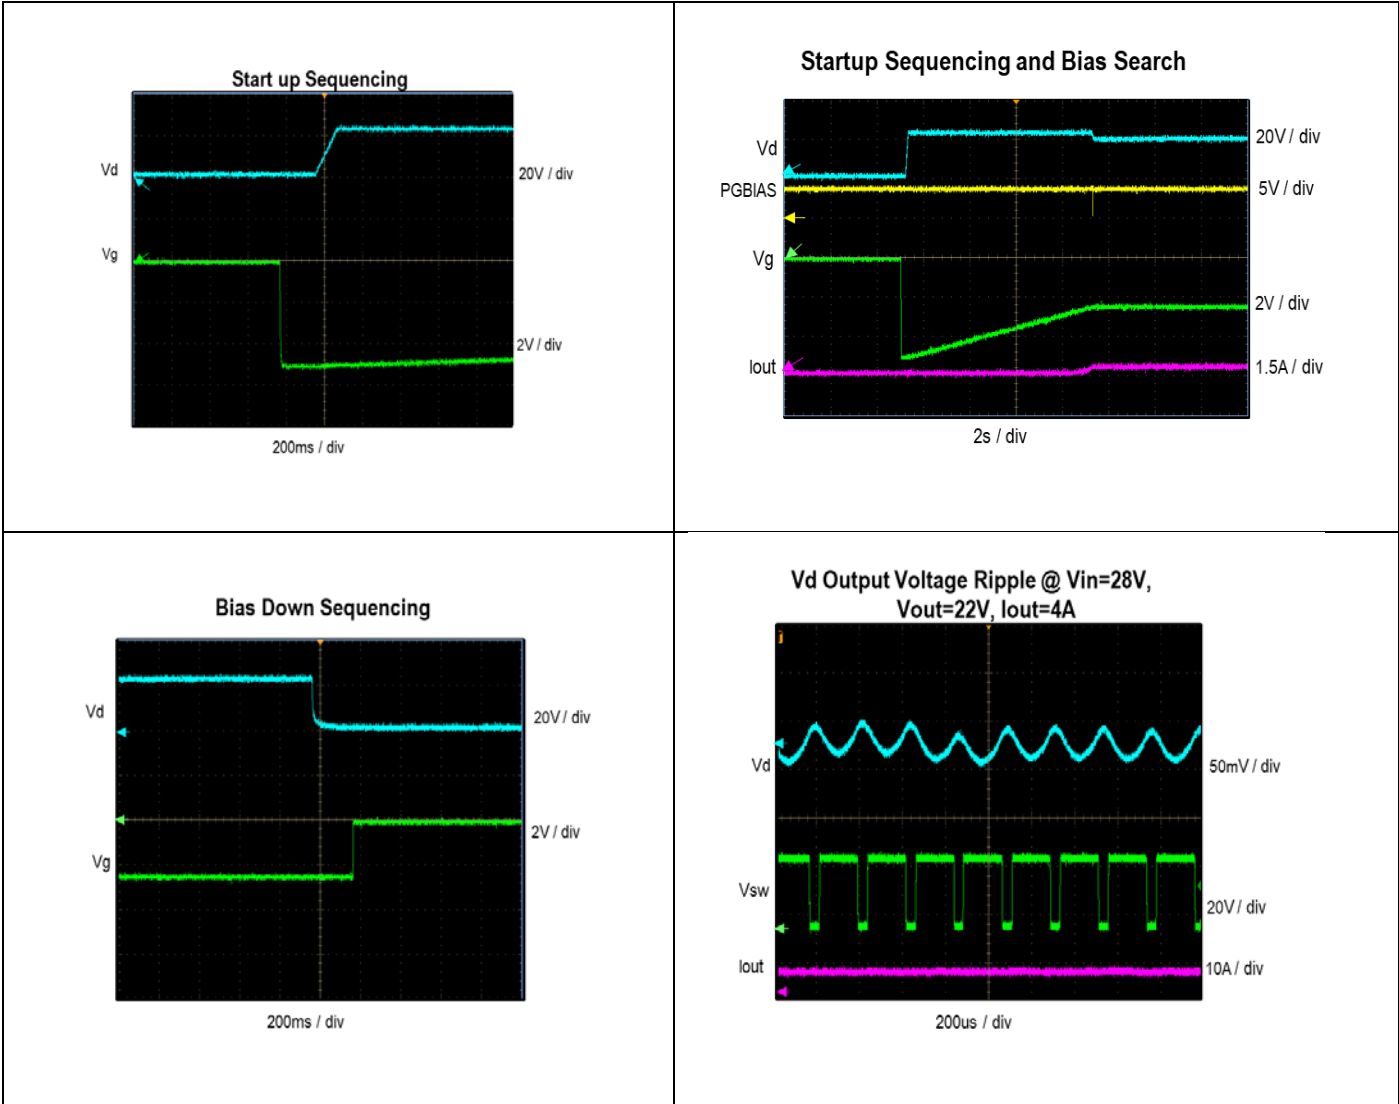 Start up Sequencing
Vd
20V / div
Vg
2V / div
200ms / div
Startup Sequencing and Bias Search
Vd
20V / div
PGBIAS
5V / div
Vg
2V / div
Iout
1.5A / div
2s / div
Bias Down Sequencing
Vd
20V / div
2V / div
Vg
200ms / div
Vd Output Voltage Ripple @ Vin=28V,
Vout=22V, Iout=4A
Vd
50mV / div
Vsw
20V / div
Iout
10A / div
200us / div